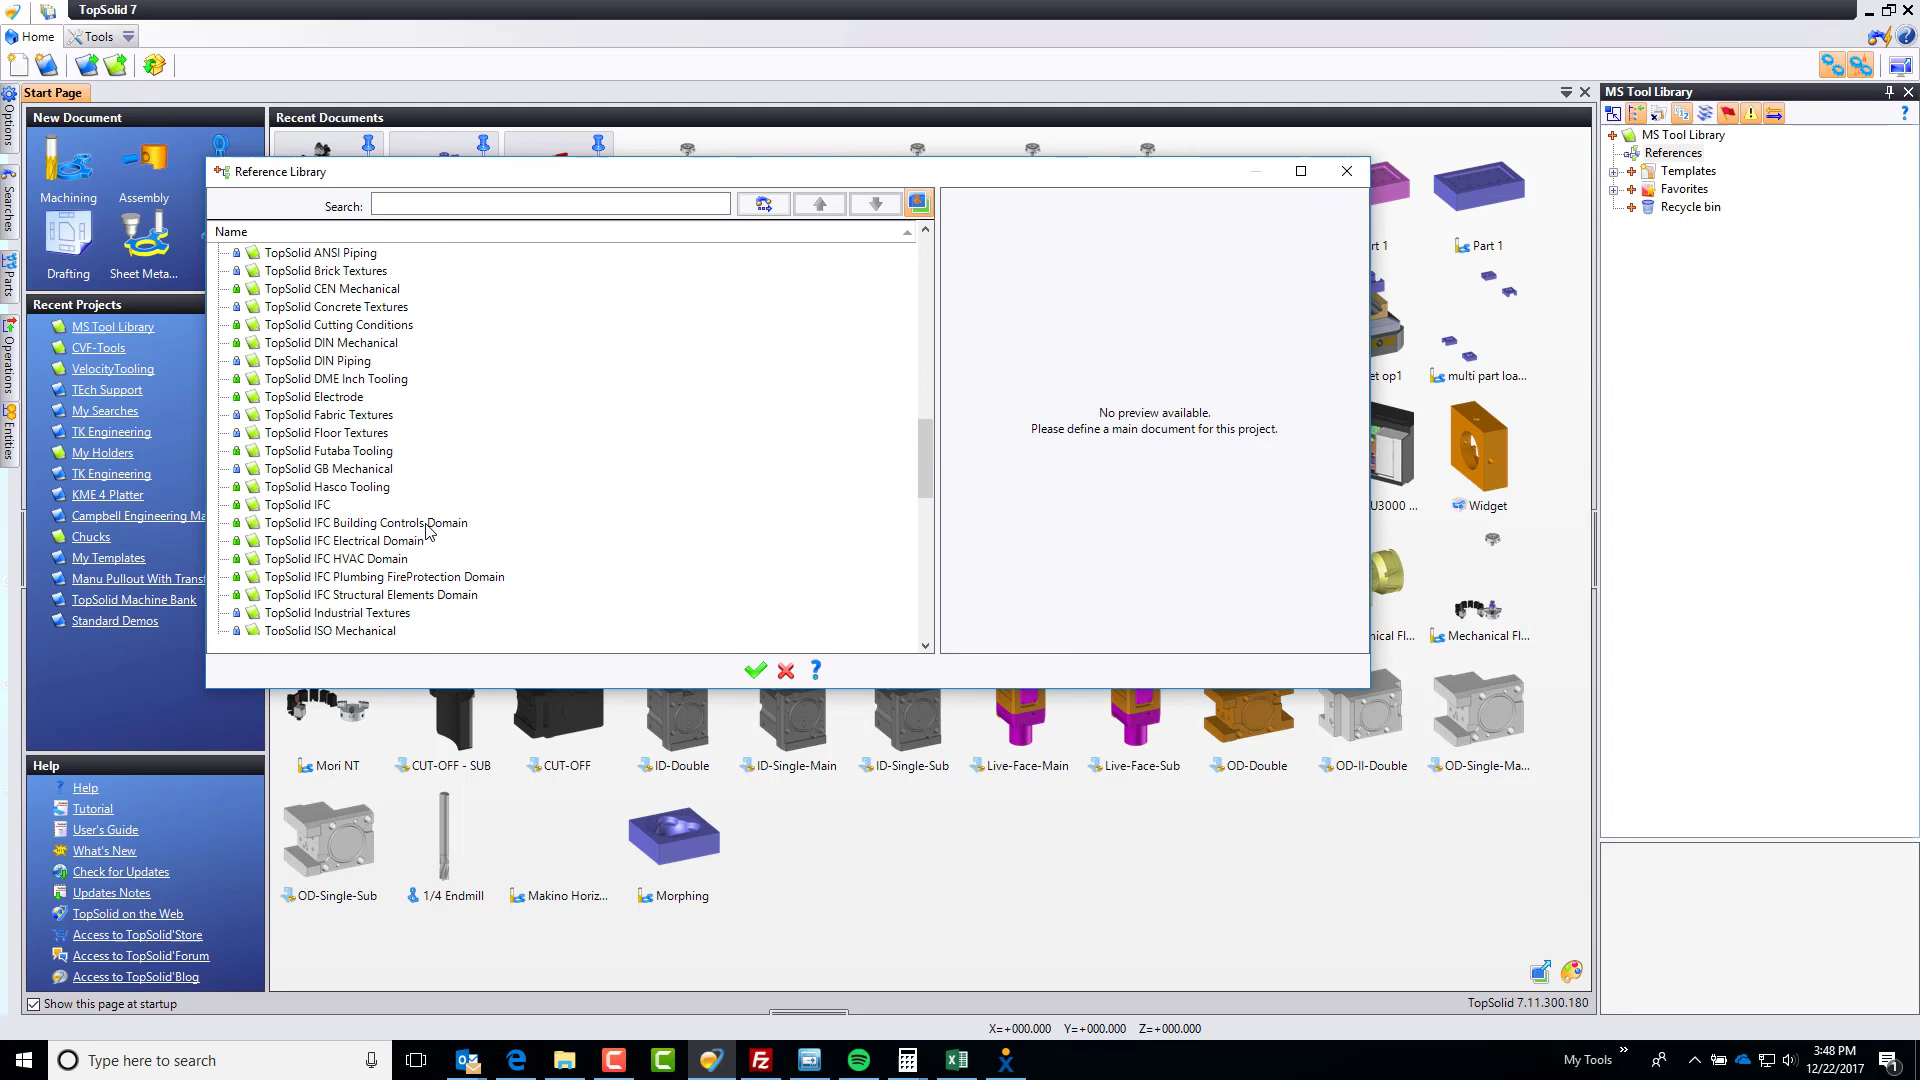 TopSolid 7
Home
Tools
Start Page
New Document
Machining
Assembly
Drafting
Sheet Meta...
Recent Projects
MS Tool Library
CVF-Tools
VelocityTooling
TEch Support
My Searches
TK Engineering
My Holders
TK Engineering
KME 4 Platter
Campbell Engineering Ma
Chucks
My Templates
Manu Pullout With Transf
TopSolid Machine Bank
Standard Demos
Help
Help
Tutorial
User's Guide
What's New
Check for Updates
Updates Notes
TopSolid on the Web
Access to TopSolid'Store
Access to TopSolid'Forum
Access to TopSolid'Blog
Show this page at startup
Options
Searches
Parts
Operations
Entities
Recent Documents
Reference Library
Search:
Name
TopSolid ANSI Piping
TopSolid Brick Textures
TopSolid CEN Mechanical
TopSolid Concrete Textures
TopSolid Cutting Conditions
TopSolid DIN Mechanical
TopSolid DIN Piping
TopSolid DME Inch Tooling
TopSolid Electrode
TopSolid Fabric Textures
TopSolid Floor Textures
TopSolid Futaba Tooling
TopSolid GB Mechanical
TopSolid Hasco Tooling
TopSolid IFC
TopSolid IFC Building Controls Domain
TopSolid IFC Electrical Domain
TopSolid IFC HVAC Domain
TopSolid IFC Plumbing FireProtection Domain
TopSolid IFC Structural Elements Domain
TopSolid Industrial Textures
TopSolid ISO Mechanical
No preview available.
Please define a main document for this project.
rt 1
Part 1
et op1
multi part loa...
U3000 ...
Widget
ical Fl...
Mechanical Fl...
Mori NT
CUT-OFF - SUB
CUT-OFF
ID-Double
ID-Single-Main
ID-Single-Sub
Live-Face-Main
Live-Face-Sub
OD-Double
OD-II-Double
OD-Single-Ma...
OD-Single-Sub
1/4 Endmill
Makino Horiz...
Morphing
TopSolid 7.11.300.180
MS Tool Library
MS Tool Library
References
Templates
Favorites
Recycle bin
X=+000.000 Y=+000.000 Z=+000.000
Type here to search
My Tools
3:48 PM
12/22/2017